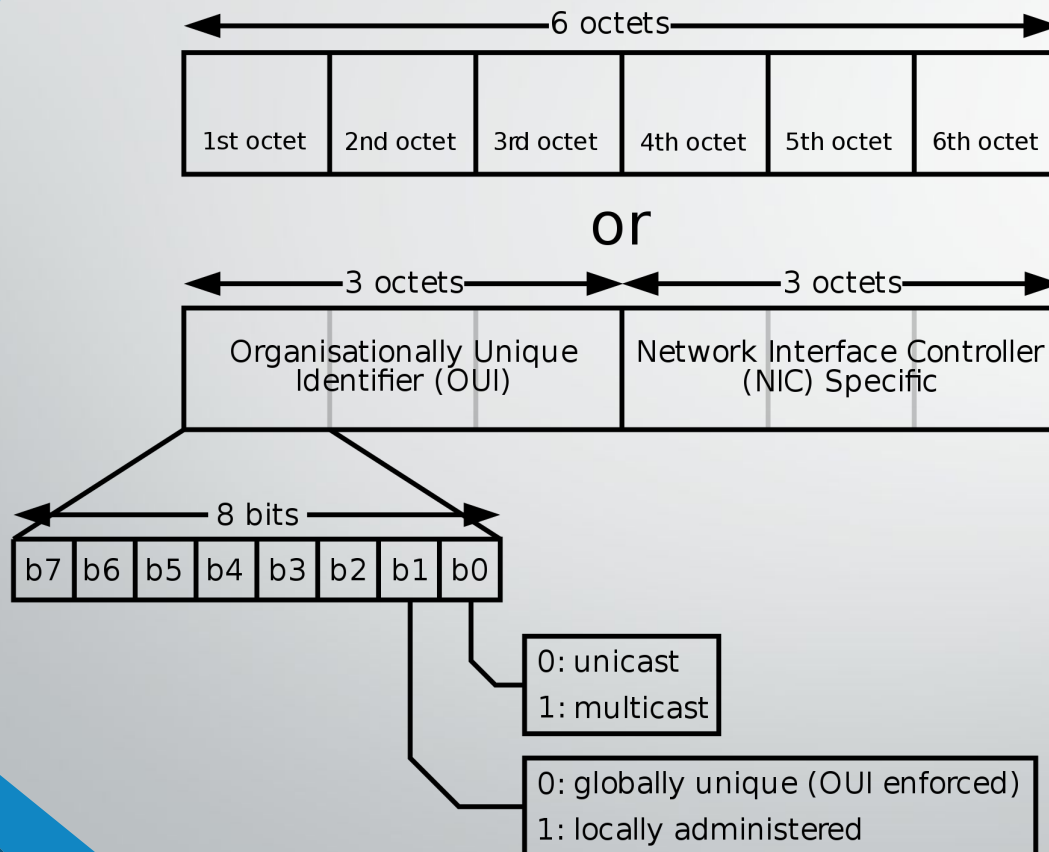 6 octets
1st octet 2nd octet 3rd octet 4th octet 5th octet 6th octet
or
3 octets 3 octets
Organisationally Unique
Identifier (OUI)
Network Interface Controller
(NIC) Specific
8 bits
b7 b6 b5 b4 b3 b2 b1 b0
0: unicast
1: multicast
0: globally unique (OUI enforced)
1: locally administered